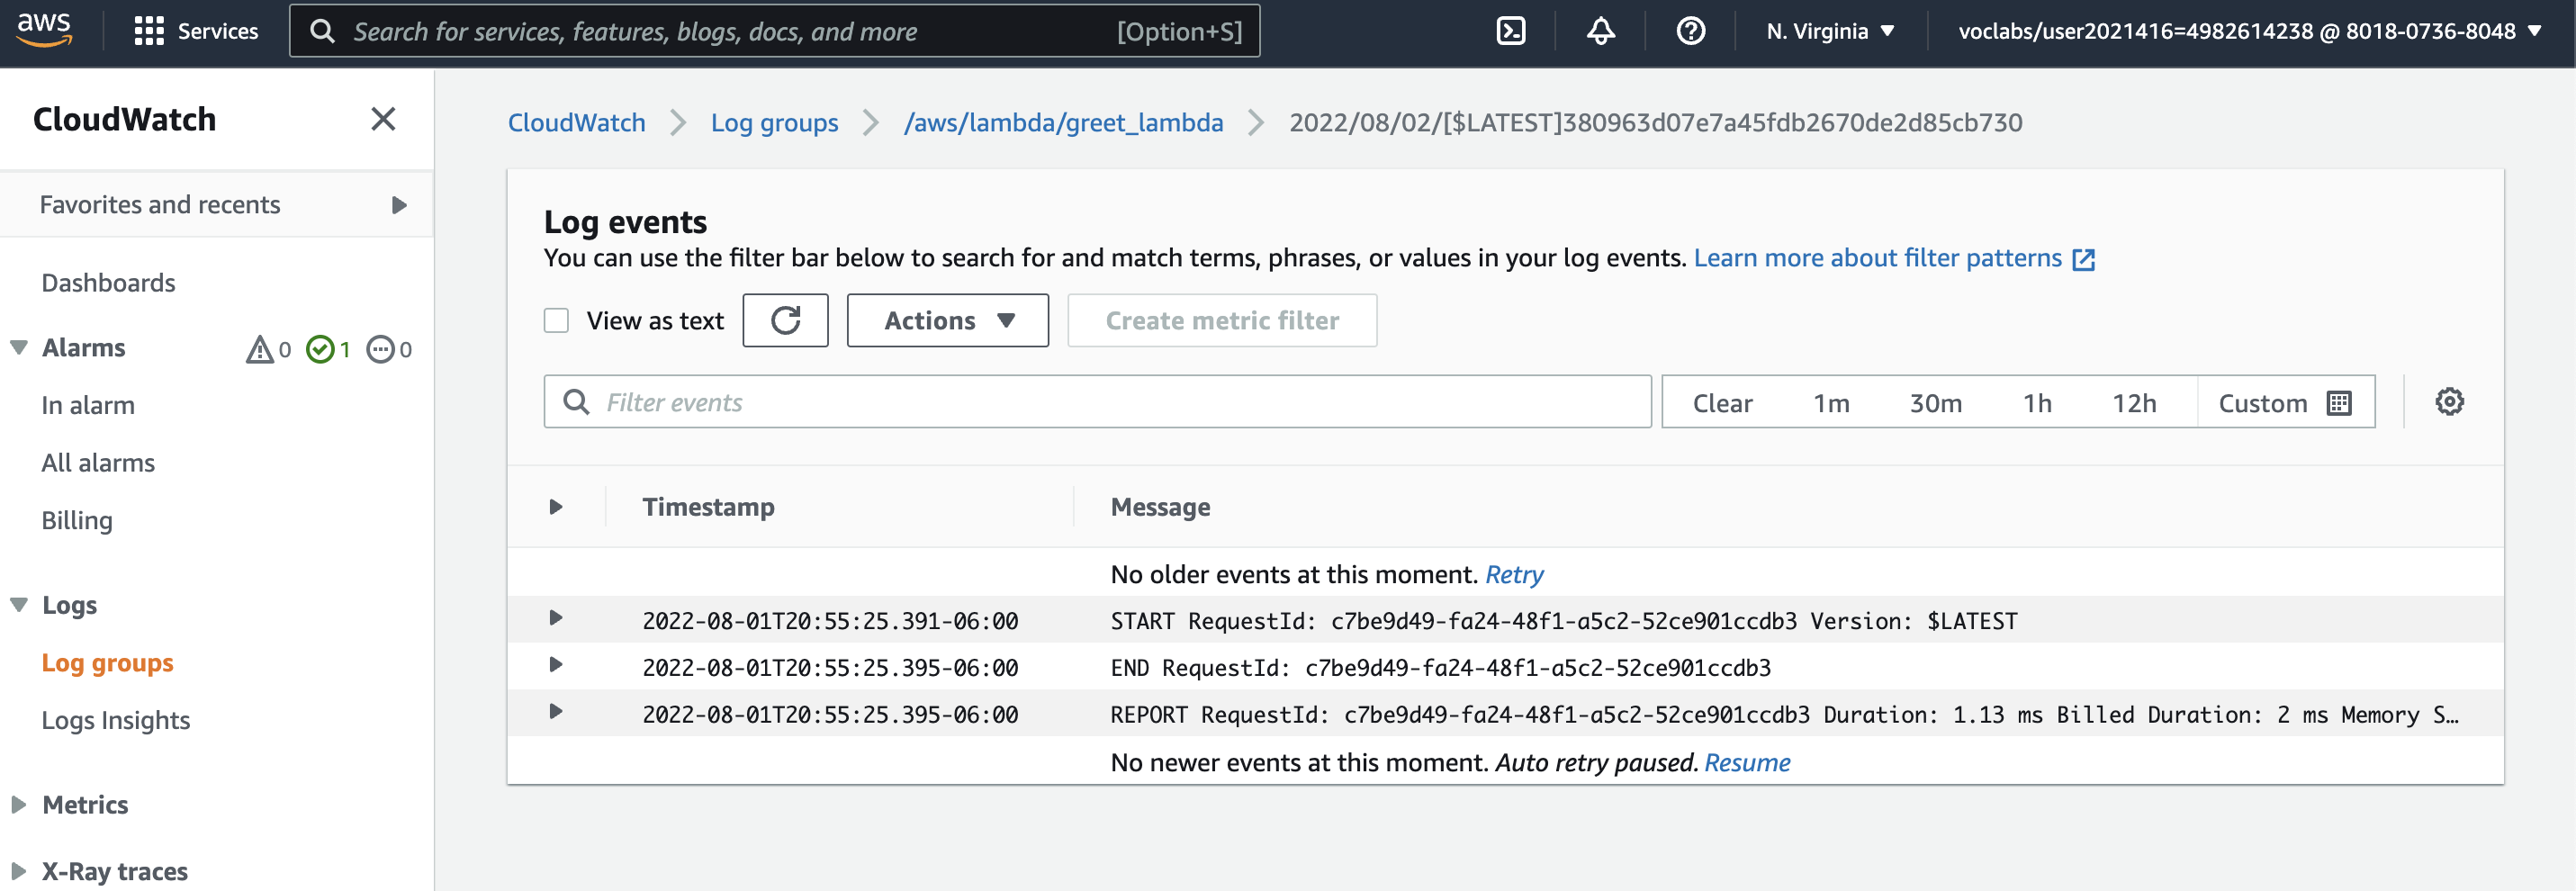 aws
Services
Search for services, features, blogs, docs, and more
[Option+S]
N. Virginia
voclabs/user2021416=4982614238 @ 8018-0736-8048
CloudWatch
Favorites and recents
Dashboards
Alarms 0 1 0
In alarm
All alarms
Billing
Logs
Log groups
Logs Insights
Metrics
X-Ray traces
CloudWatch
Log groups
/aws/lambda/greet_lambda
2022/08/02/[$LATEST]380963d07e7a45fdb2670de2d85cb730
Log events
You can use the filter bar below to search for and match terms, phrases, or values in your log events. Learn more about filter patterns
View as text
Actions
Create metric filter
Filter events
Clear 1m 30m 1h 12h Custom
Timestamp Message
No older events at this moment. Retry
2022-08-01T20:55:25.391-06:00 START RequestId: c7be9d49-fa24-48f1-a5c2-52ce901ccdb3 Version: $LATEST
2022-08-01T20:55:25.395-06:00 END RequestId: c7be9d49-fa24-48f1-a5c2-52ce901ccdb3
2022-08-01T20:55:25.395-06:00 REPORT RequestId: c7be9d49-fa24-48f1-a5c2-52ce901ccdb3 Duration: 1.13 ms Billed Duration: 2 ms Memory S…
No newer events at this moment. Auto retry paused. Resume